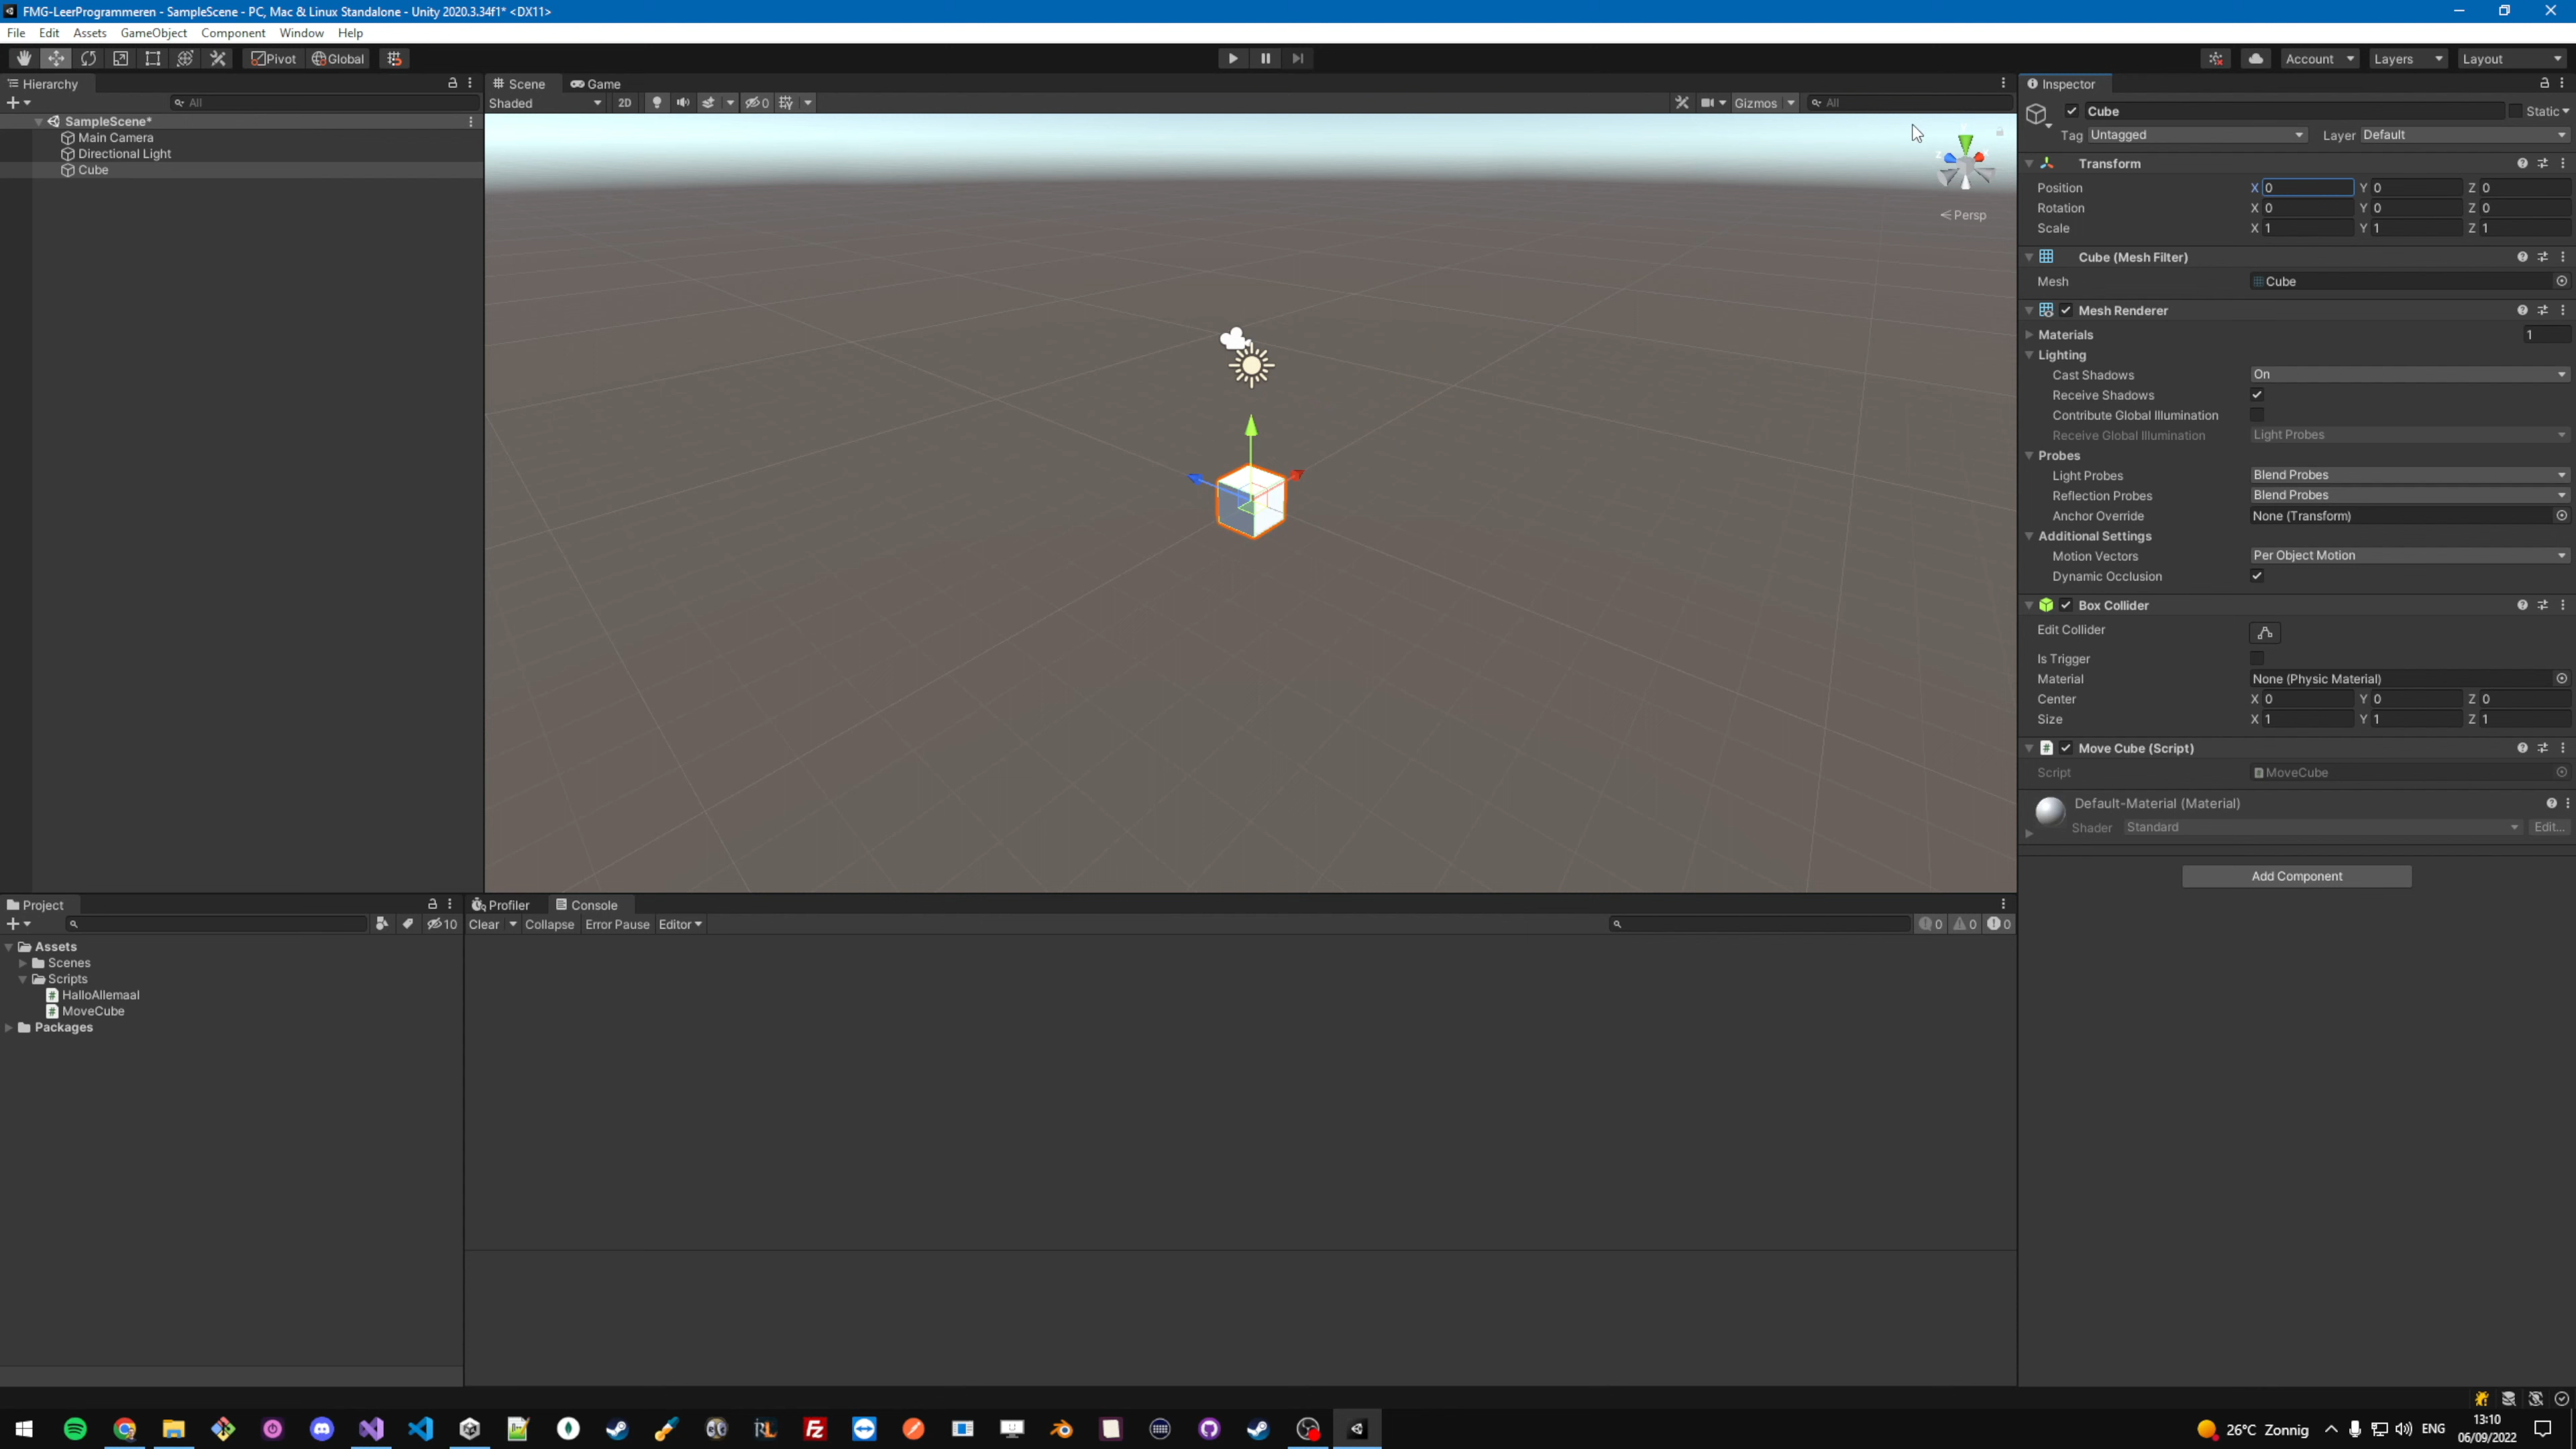 FMG-LeerProgrammeren - SampleScene - PC, Mac & Linux Standalone - Unity 2020.3.34f1* <DX11>
File Edit Assets GameObject Component Window Help
Pivot Global Account Layers Layout
Hierarchy
All
SampleScene*
Main Camera
Directional Light
Cube
Scene Game
Shaded 2D 0 Gizmos All
Persp
Inspector
Cube Static
Tag Untagged Layer Default
Transform
Position X 0 Y 0 Z 0
Rotation X 0 Y 0 Z 0
Scale X 1 Y 1 Z 1
Cube (Mesh Filter)
Mesh Cube
Mesh Renderer
Materials 1
Lighting
Cast Shadows On
Receive Shadows
Contribute Global Illumination
Receive Global Illumination Light Probes
Probes
Light Probes Blend Probes
Reflection Probes Blend Probes
Anchor Override None (Transform)
Additional Settings
Motion Vectors Per Object Motion
Dynamic Occlusion
Box Collider
Edit Collider
Is Trigger
Material None (Physic Material)
Center X 0 Y 0 Z 0
Size X 1 Y 1 Z 1
# Move Cube (Script)
Script MoveCube
Default-Material (Material)
Shader Standard Edit...
Add Component
Project
10
Assets
Scenes
Scripts
# HalloAllemaal
# MoveCube
Packages
Profiler Console
Clear Collapse Error Pause Editor 0 0 0
26°C Zonnig ENG
13:10
06/09/2022